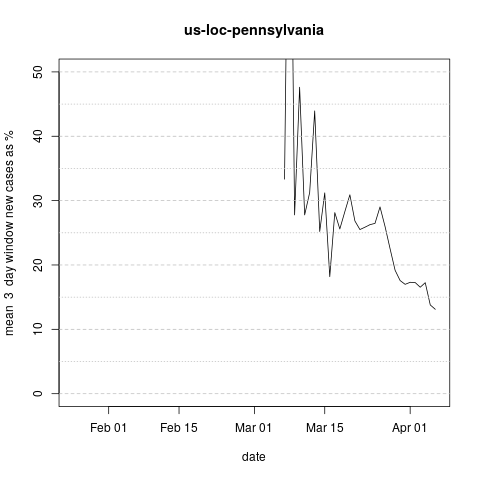 us-loc-pennsylvania
mean  3  day window new cases as %
50
40
30
20
10
0
Feb 01
Feb 15
Mar 01
Mar 15
Apr 01
date